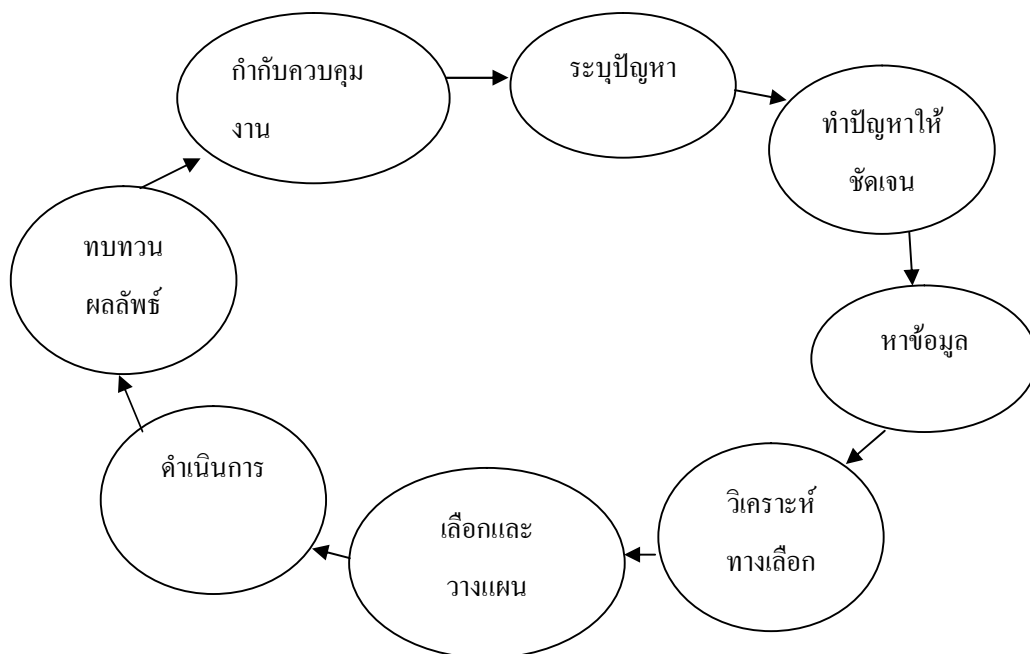 กำกับควบคุม
งาน
ระบุปัญหา
ทำปัญหาให้
ชัดเจน
หาข้อมูล
วิเคราะห์
ทางเลือก
เลือกและ
วางแผน
ดำเนินการ
ทบทวน
ผลลัพธ์